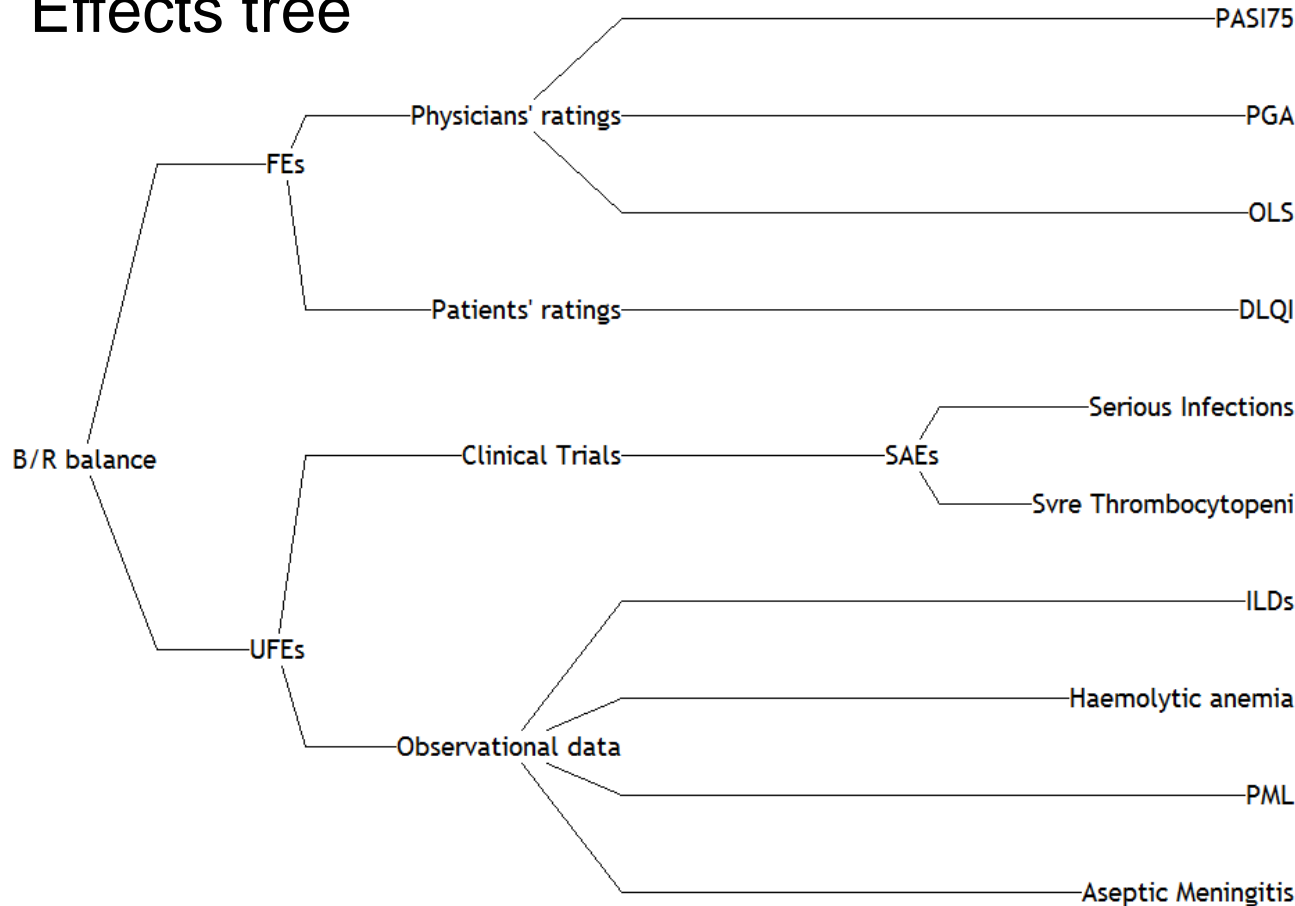 Effects tree
PASI75
Physicians' ratings
PGA
FEs
OLS
Patients' ratings
DLQI
Serious Infections
B/R balance
Clinical Trials
SAEs
Svre Thrombocytopeni
ILDs
UFEs
Haemolytic anemia
Observational data
PML
Aseptic Meningitis